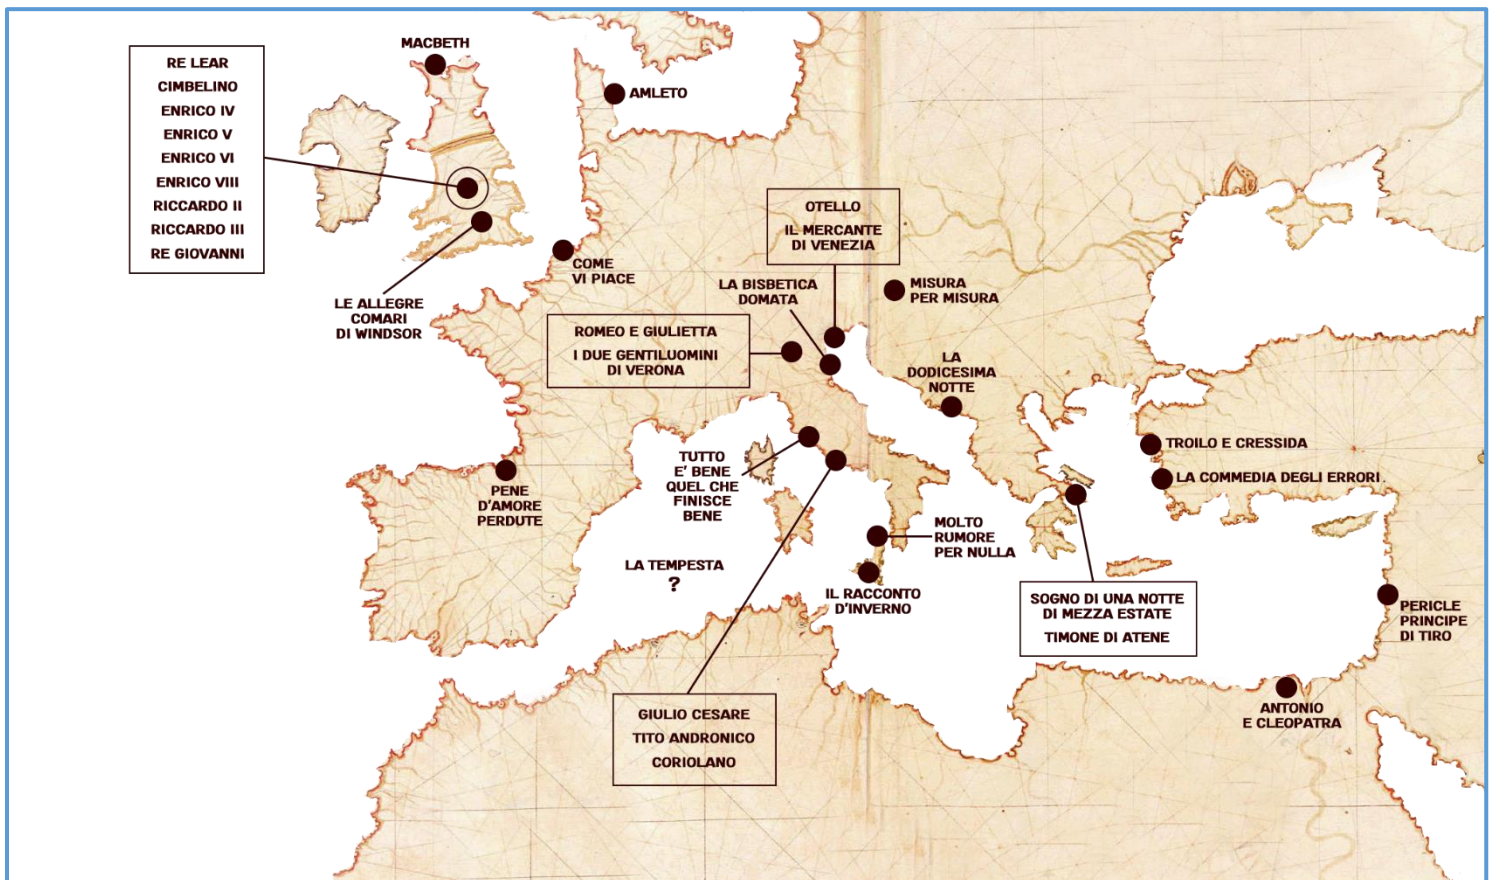 MACBETH
RE LEAR
CIMBELINO
ENRICO IV
ENRICO V
ENRICO VI
ENRICO VIII
RICCARDO II
RICCARDO III
RE GIOVANNI
AMLETO
LE ALLEGRE
COMARI
DI WINDSOR
COME
VI PIACE
OTELLO
IL MERCANTE
DI VENEZIA
LA BISBETICA
DOMATA
MISURA
PER MISURA
ROMEO E GIULIETTA
I DUE GENTILUOMINI
DI VERONA
LA
DODICESIMA
NOTTE
TROILO E CRESSIDA
LA COMMEDIA DEGLI ERRORI
PENE
D'AMORE
PERDUTE
TUTTO
E' BENE
QUEL CHE
FINISCE
BENE
MOLTO
RUMORE
PER NULLA
LA TEMPESTA
?
IL RACCONTO
D'INVERNO
SOGNO DI UNA NOTTE
DI MEZZA ESTATE
TIMONE DI ATENE
PERICLE
PRINCIPE
DI TIRO
GIULIO CESARE
TITO ANDRONICO
CORIOLANO
ANTONIO
E CLEOPATRA